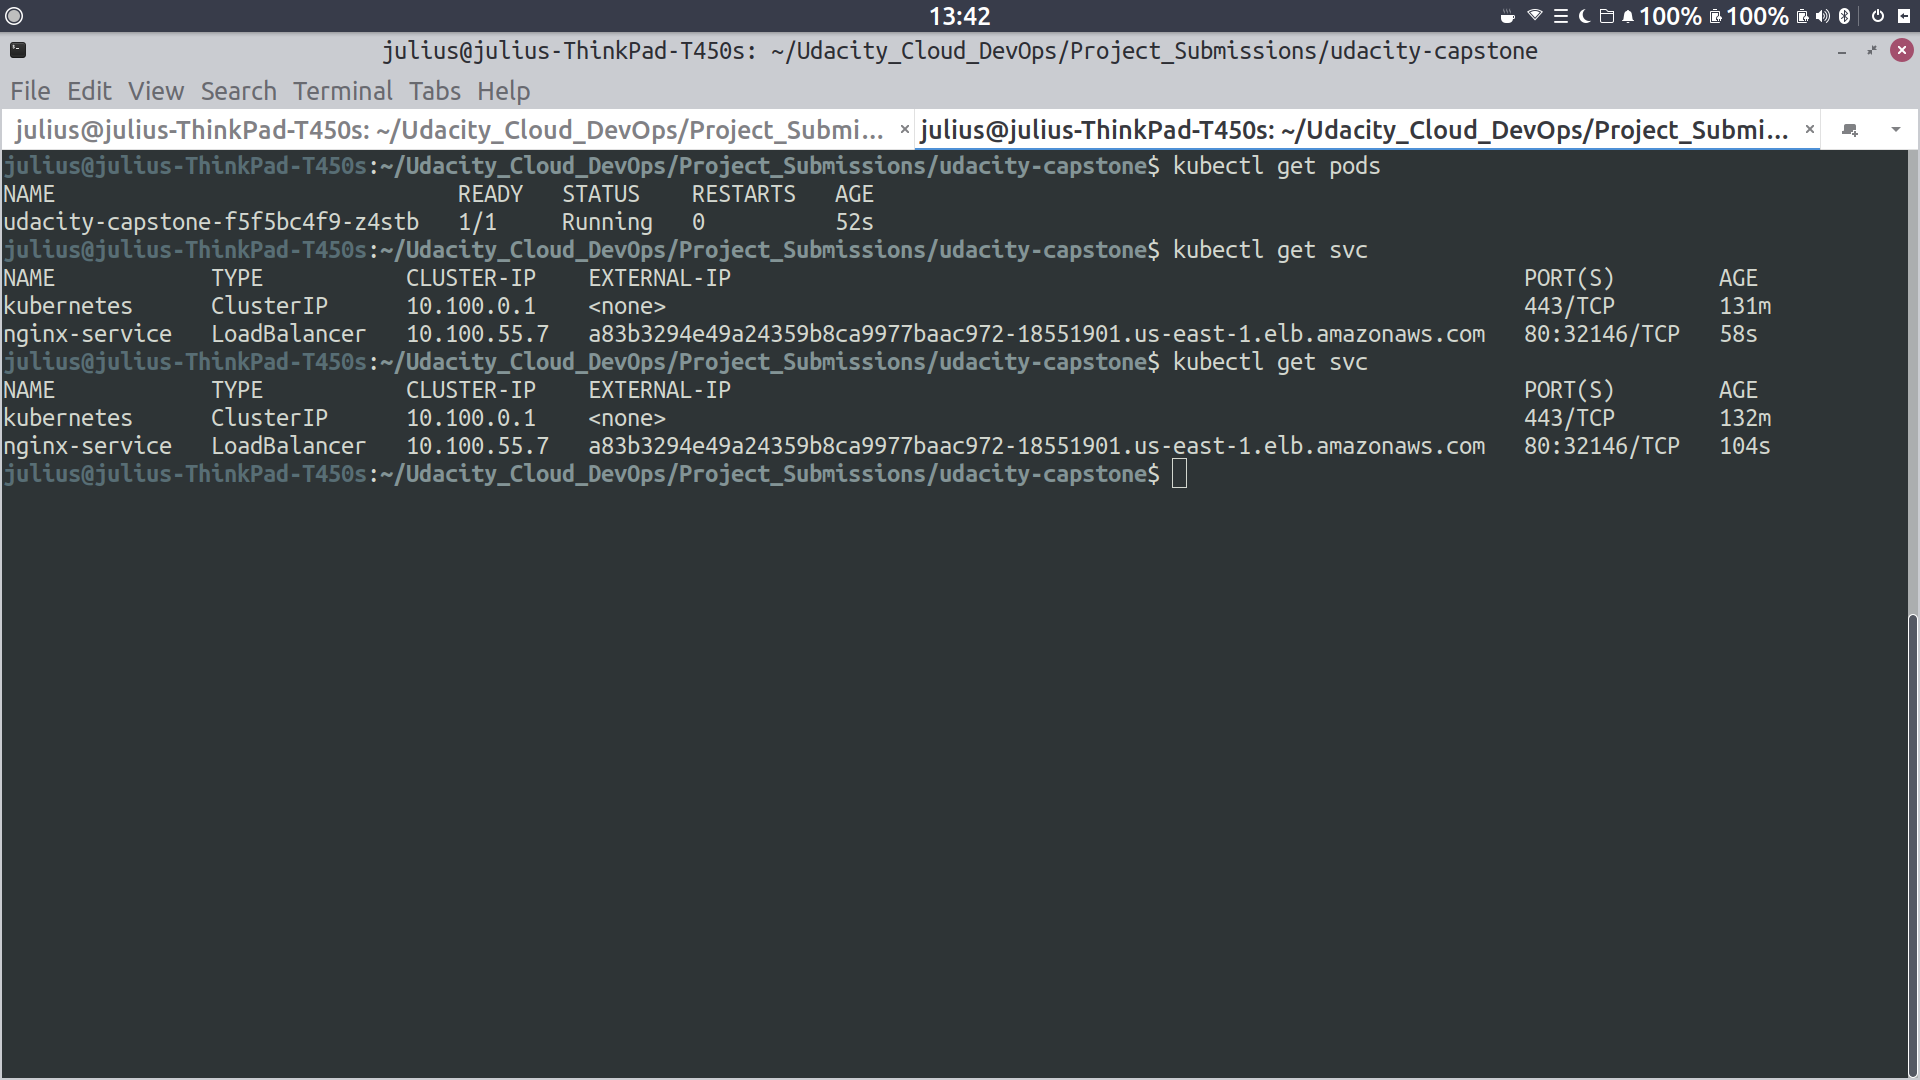 13:42
100% 100%
julius@julius-ThinkPad-T450s: ~/Udacity_Cloud_DevOps/Project_Submissions/udacity-capstone
File Edit View Search Terminal Tabs Help
julius@julius-ThinkPad-T450s: ~/Udacity_Cloud_DevOps/Project_Submi... × julius@julius-ThinkPad-T450s: ~/Udacity_Cloud_DevOps/Project_Submi... ×
julius@julius-ThinkPad-T450s:~/Udacity_Cloud_DevOps/Project_Submissions/udacity-capstone$ kubectl get pods
NAME                               READY   STATUS    RESTARTS   AGE
udacity-capstone-f5f5bc4f9-z4stb   1/1     Running   0          52s
julius@julius-ThinkPad-T450s:~/Udacity_Cloud_DevOps/Project_Submissions/udacity-capstone$ kubectl get svc
NAME            TYPE           CLUSTER-IP    EXTERNAL-IP                                                             PORT(S)        AGE
kubernetes      ClusterIP      10.100.0.1    <none>                                                                  443/TCP        131m
nginx-service   LoadBalancer   10.100.55.7   a83b3294e49a24359b8ca9977baac972-18551901.us-east-1.elb.amazonaws.com   80:32146/TCP   58s
julius@julius-ThinkPad-T450s:~/Udacity_Cloud_DevOps/Project_Submissions/udacity-capstone$ kubectl get svc
NAME            TYPE           CLUSTER-IP    EXTERNAL-IP                                                             PORT(S)        AGE
kubernetes      ClusterIP      10.100.0.1    <none>                                                                  443/TCP        132m
nginx-service   LoadBalancer   10.100.55.7   a83b3294e49a24359b8ca9977baac972-18551901.us-east-1.elb.amazonaws.com   80:32146/TCP   104s
julius@julius-ThinkPad-T450s:~/Udacity_Cloud_DevOps/Project_Submissions/udacity-capstone$